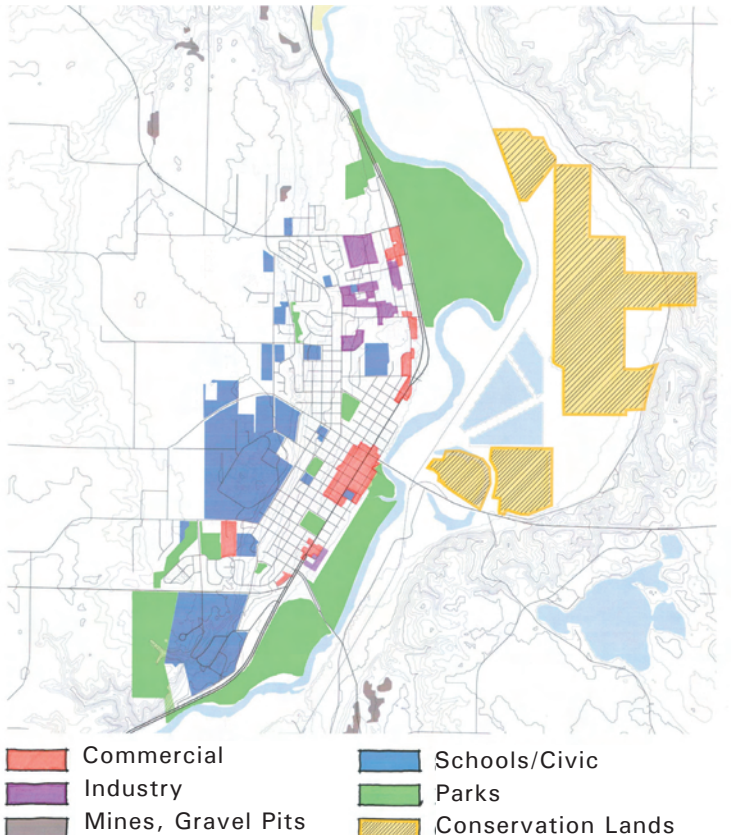 Commercial
Industry
Mines, Gravel Pits
Schools/Civic
Parks
Conservation Lands